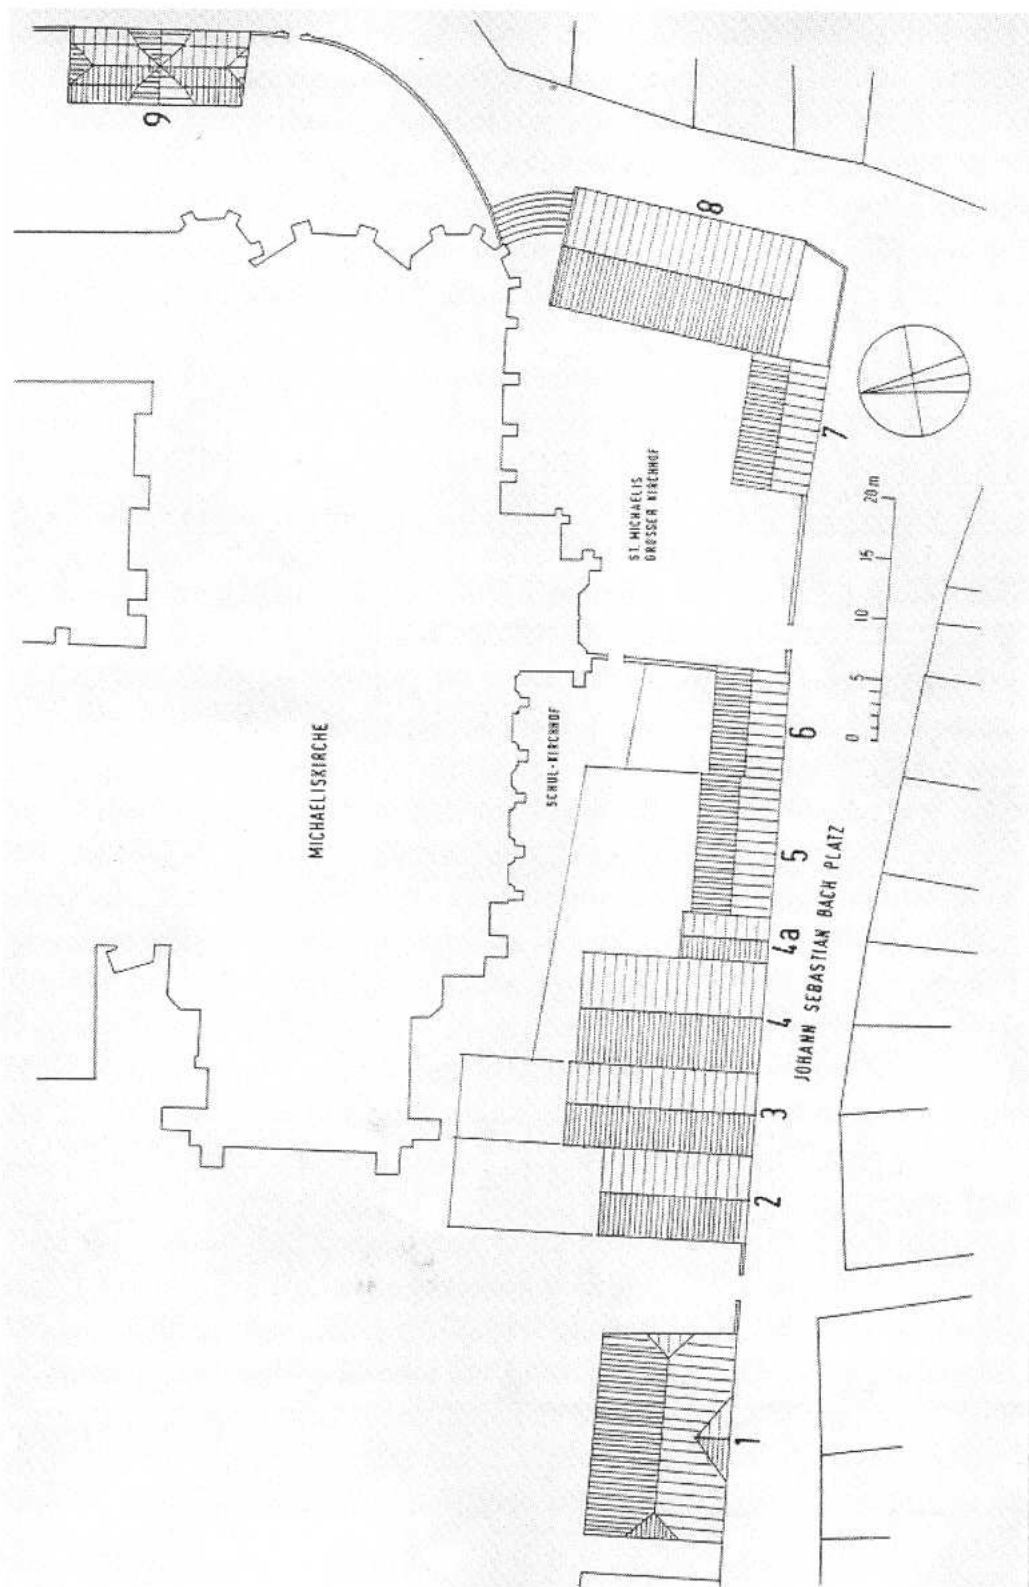 9
8
7
MICHAELISKIRCHE
ST. MICHAELIS
GROSSER KIRCHHOF
SCHUL-KIRCHHOF
0 5 10 15 20 m
6
5
4a
4
3
2
1
JOHANN SEBASTIAN BACH PLATZ